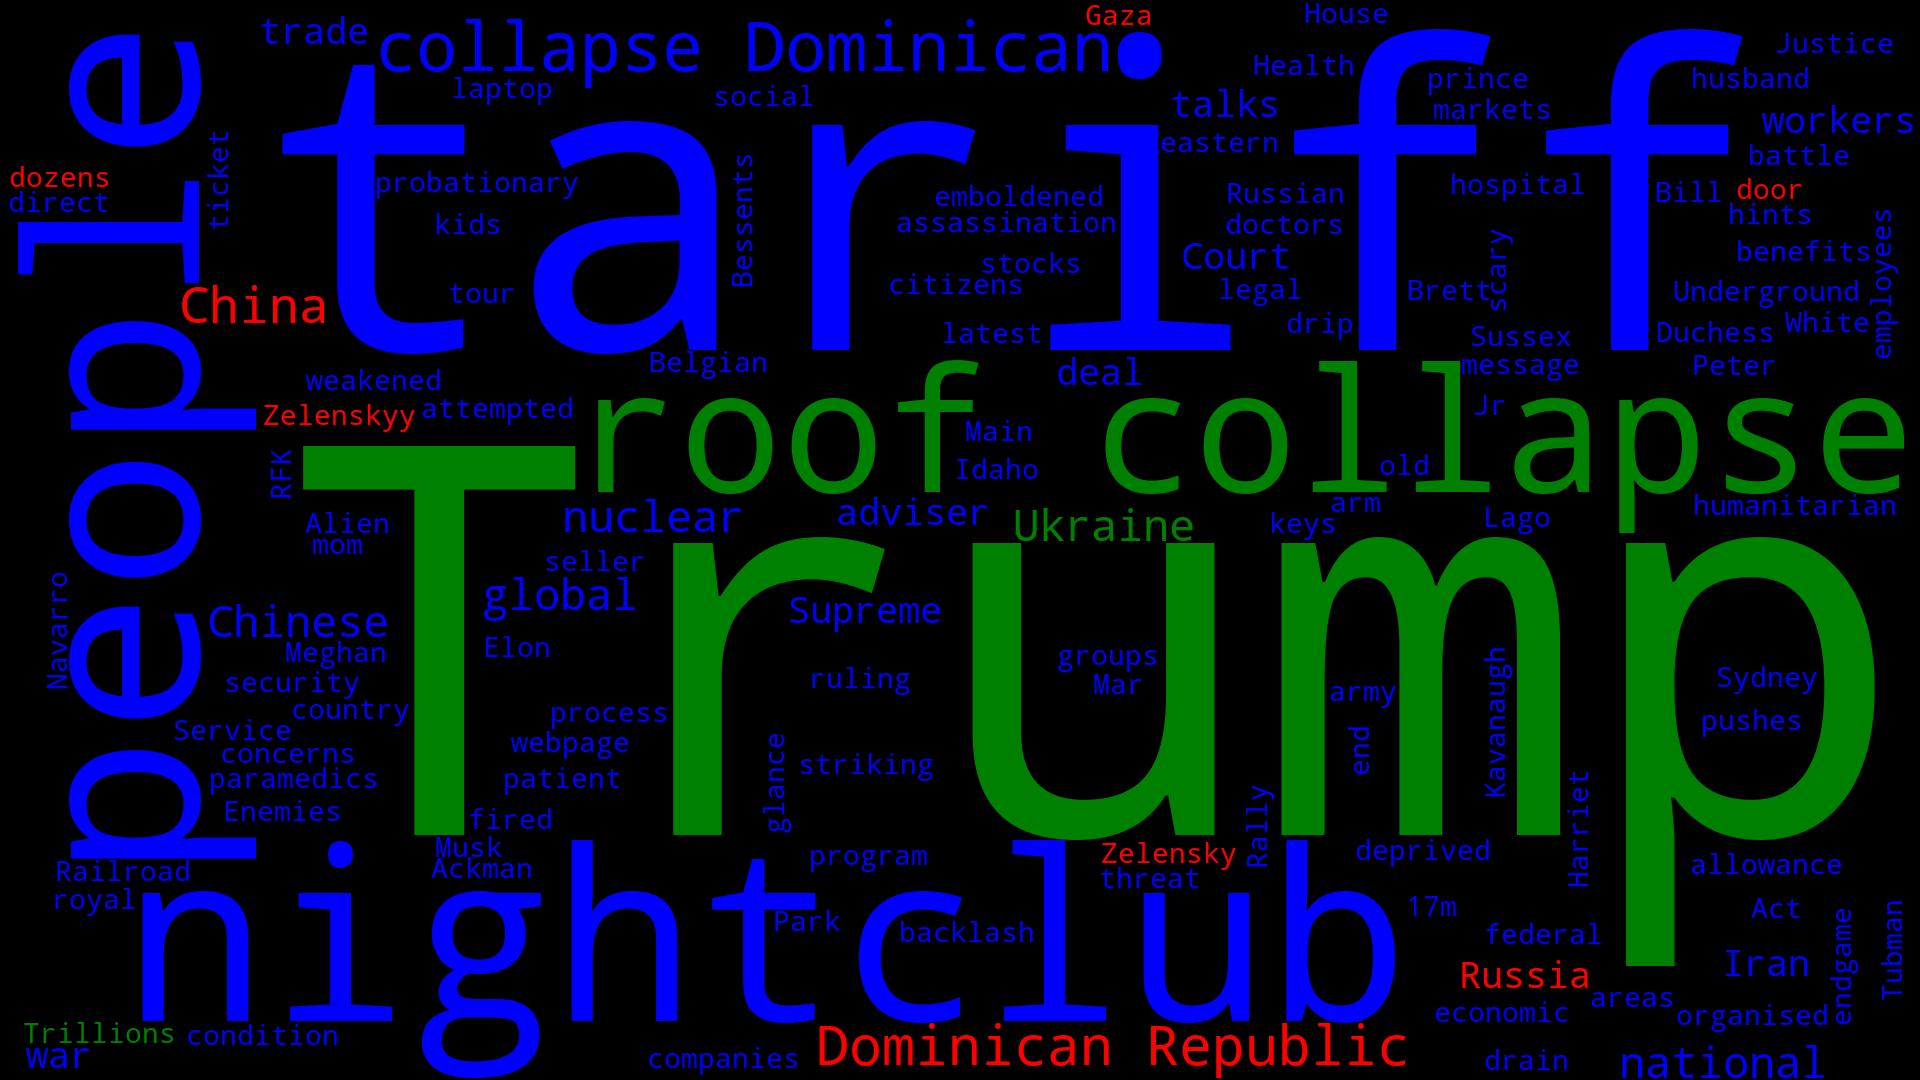 people
trade
collapse Dominican
Gaza
House
Justice
laptop
social
Health
prince
husband
talks
markets
workers
tariff
ticket
eastern
battle
dozens
direct
probationary
Bessents
emboldened
Russian
hospital
Bill
door
hints
kids
assassination
doctors
scary
employees
Court
benefits
stocks
citizens
legal
Brett
Underground
China
tour
latest
drip
Sussex
Duchess
White
Belgian
deal
message
Peter
weakened
Zelenskyy
attempted
roof collapse
Main
Jr
RFK
Idaho
old
Trump
nuclear
adviser
Ukraine
arm
keys
Lago
humanitarian
Alien
mom
seller
Navarro
global
Supreme
Chinese
Meghan
Elon
groups
Kavanaugh
security
ruling
Mar
army
Sydney
country
process
pushes
Service
webpage
end
concerns
glance
striking
paramedics
patient
Rally
Harriet
Enemies
fired
Musk
program
Zelensky
deprived
Railroad
Ackman
threat
allowance
royal
nightclub
17m
Act
Park
backlash
federal
endgame
Tubman
Iran
Russia
areas
economic
organised
Trillions
condition
war
companies
Dominican Republic
drain
national